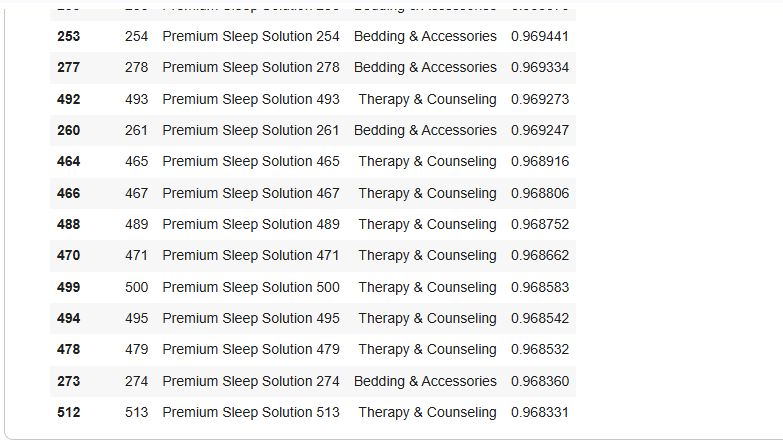 253 254 Premium Sleep Solution 254 Bedding & Accessories 0.969441
277 278 Premium Sleep Solution 278 Bedding & Accessories 0.969334
492 493 Premium Sleep Solution 493 Therapy & Counseling 0.969273
260 261 Premium Sleep Solution 261 Bedding & Accessories 0.969247
464 465 Premium Sleep Solution 465 Therapy & Counseling 0.968916
466 467 Premium Sleep Solution 467 Therapy & Counseling 0.968806
488 489 Premium Sleep Solution 489 Therapy & Counseling 0.968752
470 471 Premium Sleep Solution 471 Therapy & Counseling 0.968662
499 500 Premium Sleep Solution 500 Therapy & Counseling 0.968583
494 495 Premium Sleep Solution 495 Therapy & Counseling 0.968542
478 479 Premium Sleep Solution 479 Therapy & Counseling 0.968532
273 274 Premium Sleep Solution 274 Bedding & Accessories 0.968360
512 513 Premium Sleep Solution 513 Therapy & Counseling 0.968331